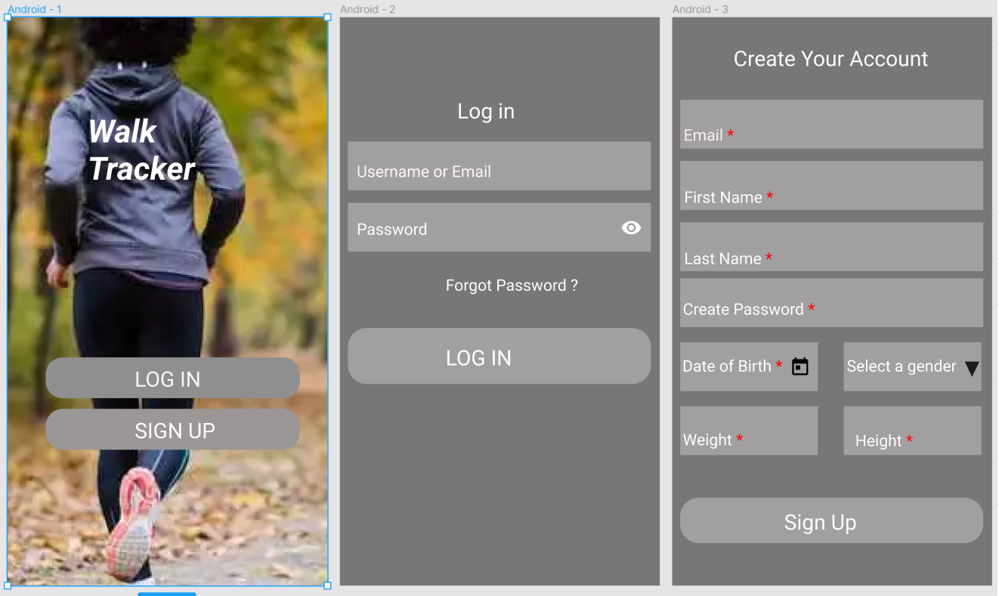 Android - 1
Walk
Tracker
LOG IN
SIGN UP
Android - 2
Log in
Username or Email
Password
Forgot Password ?
LOG IN
Android - 3
Create Your Account
Email *
First Name *
Last Name *
Create Password *
Date of Birth *
Select a gender
Weight *
Height *
Sign Up